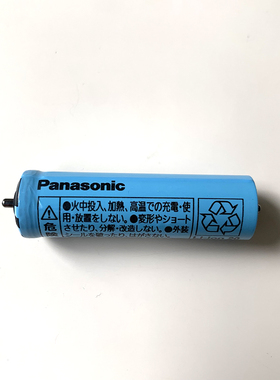 Panasonic
危
●火中投入、加熱、高温での充電・使
用・放置をしない。●変形やショート
させたり、分解・改造しない。●外装